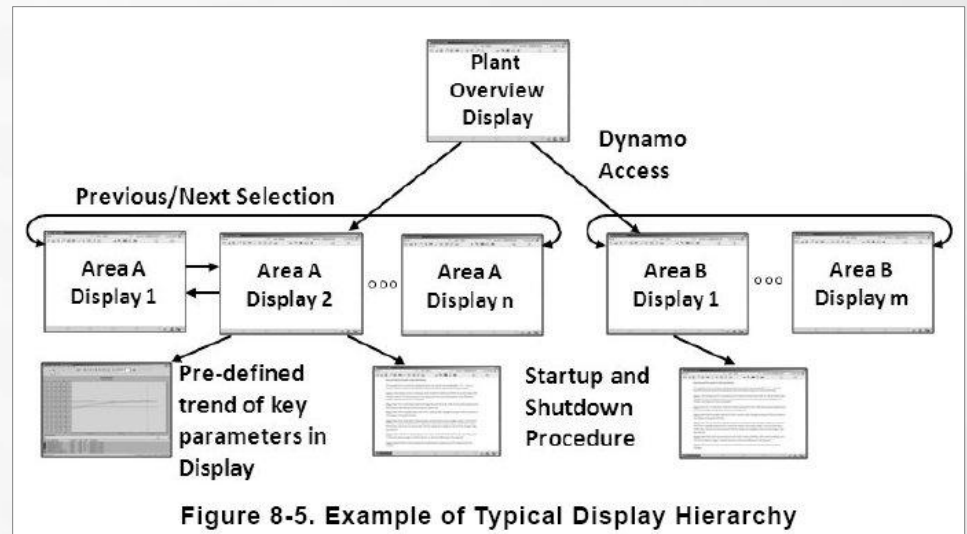 Plant
Overview
Display
Dynamo
Access
Previous/Next Selection
Area A
Display 1
Area A
Display 2
ooo
Area A
Display n
Area B
Display 1
ooo
Area B
Display m
Pre-defined
trend of key
parameters in
Display
Startup and
Shutdown
Procedure
Figure 8-5. Example of Typical Display Hierarchy